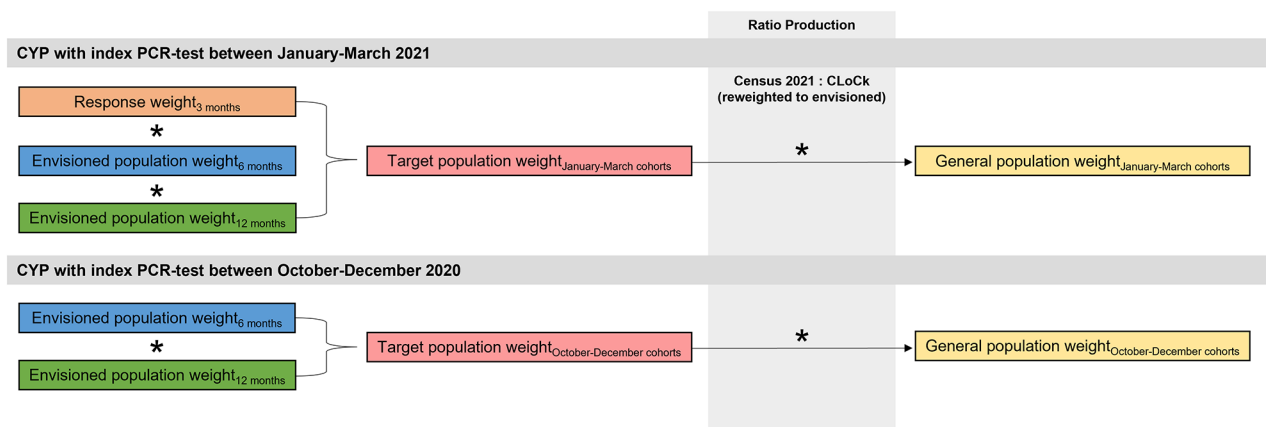 Ratio Production
CYP with index PCR-test between January-March 2021
Census 2021 : CLoCk
(reweighted to envisioned)
Response weight3 months
*
Envisioned population weight6 months
*
Envisioned population weight12 months
Target population weightJanuary-March cohorts
*
General population weightJanuary-March cohorts
CYP with index PCR-test between October-December 2020
Envisioned population weight6 months
*
Envisioned population weight12 months
Target population weightOctober-December cohorts
*
General population weightOctober-December cohorts